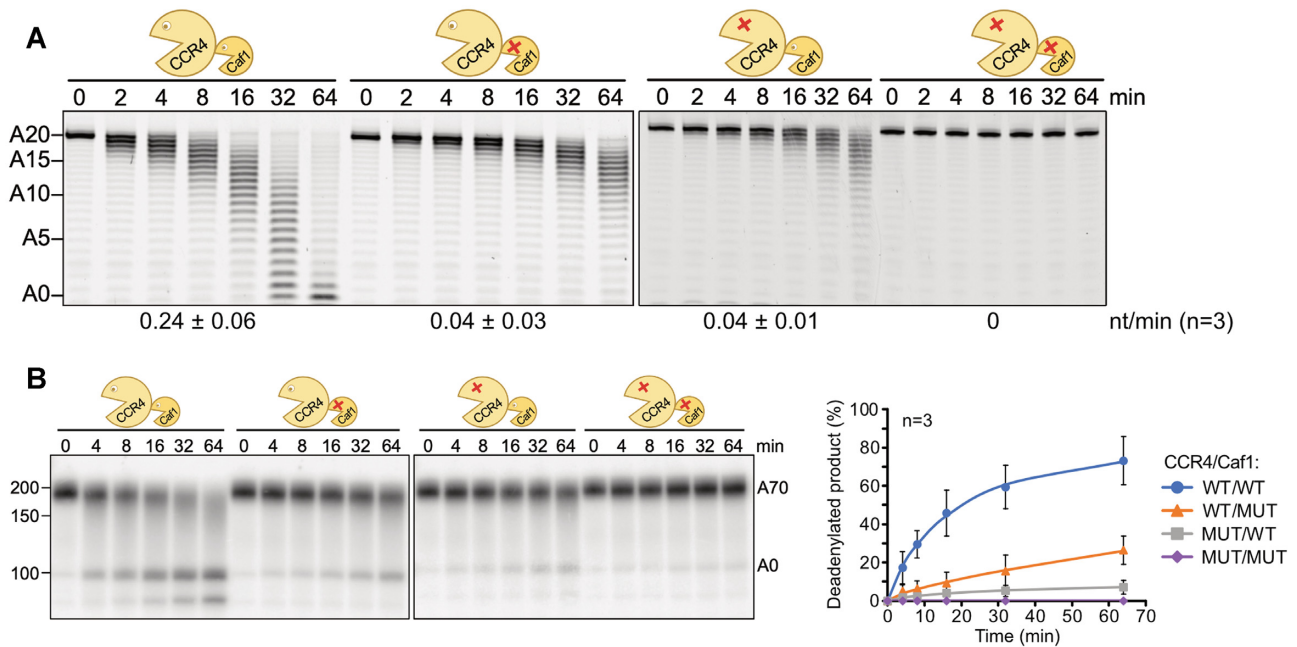 A
CCR4 Caf1 CCR4 Caf1 CCR4 Caf1 CCR4 Caf1
0 2 4 8 16 32 64 0 2 4 8 16 32 64 0 2 4 8 16 32 64 0 2 4 8 16 32 64 min
A20
A15
A10
A5
A0
0.24 ± 0.06 0.04 ± 0.03 0.04 ± 0.01 0 nt/min (n=3)
B
CCR4 Caf1 CCR4 Caf1 CCR4 Caf1 CCR4 Caf1
0 4 8 16 32 64 0 4 8 16 32 64 min 0 4 8 16 32 64 0 4 8 16 32 64 min
200
150
100
A70
A0
Deadenylated product (%)
100
80
60
40
20
0
n=3
0 10 20 30 40 50 60 70
Time (min)
CCR4/Caf1:
WT/WT
WT/MUT
MUT/WT
MUT/MUT